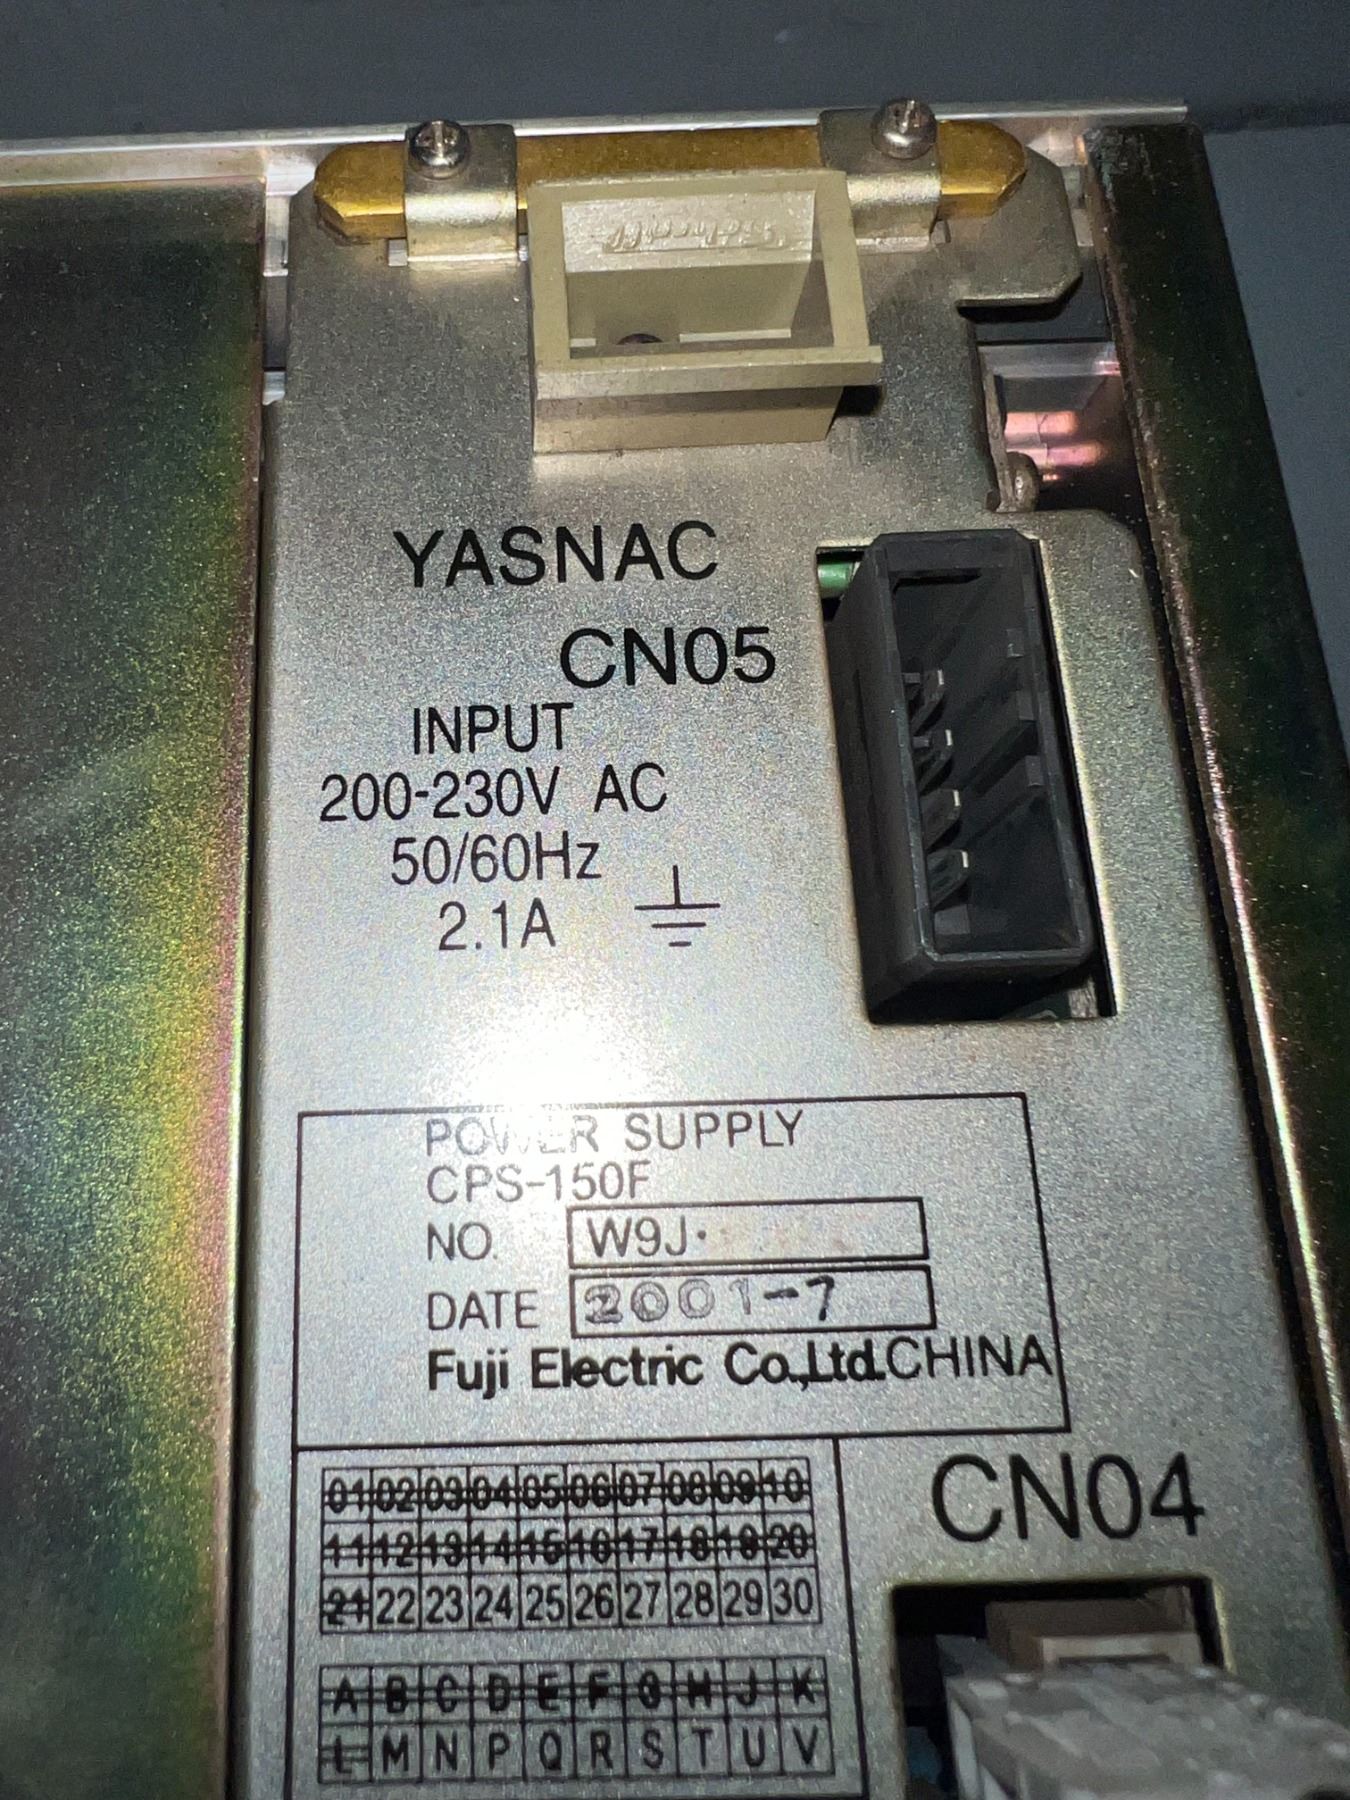 YASNAC
CN05
INPUT
200-230V AC
50/60Hz
2.1A
POWER SUPPLY
CPS-150F
NO. W9J·
DATE 2001-7
Fuji Electric Co.,Ltd.CHINA
CN04
01 02 03 04 05 06 07 08 09 10
11 12 13 14 15 16 17 18 19 20
21 22 23 24 25 26 27 28 29 30
A B C D E F G H J K
L M N P Q R S T U V